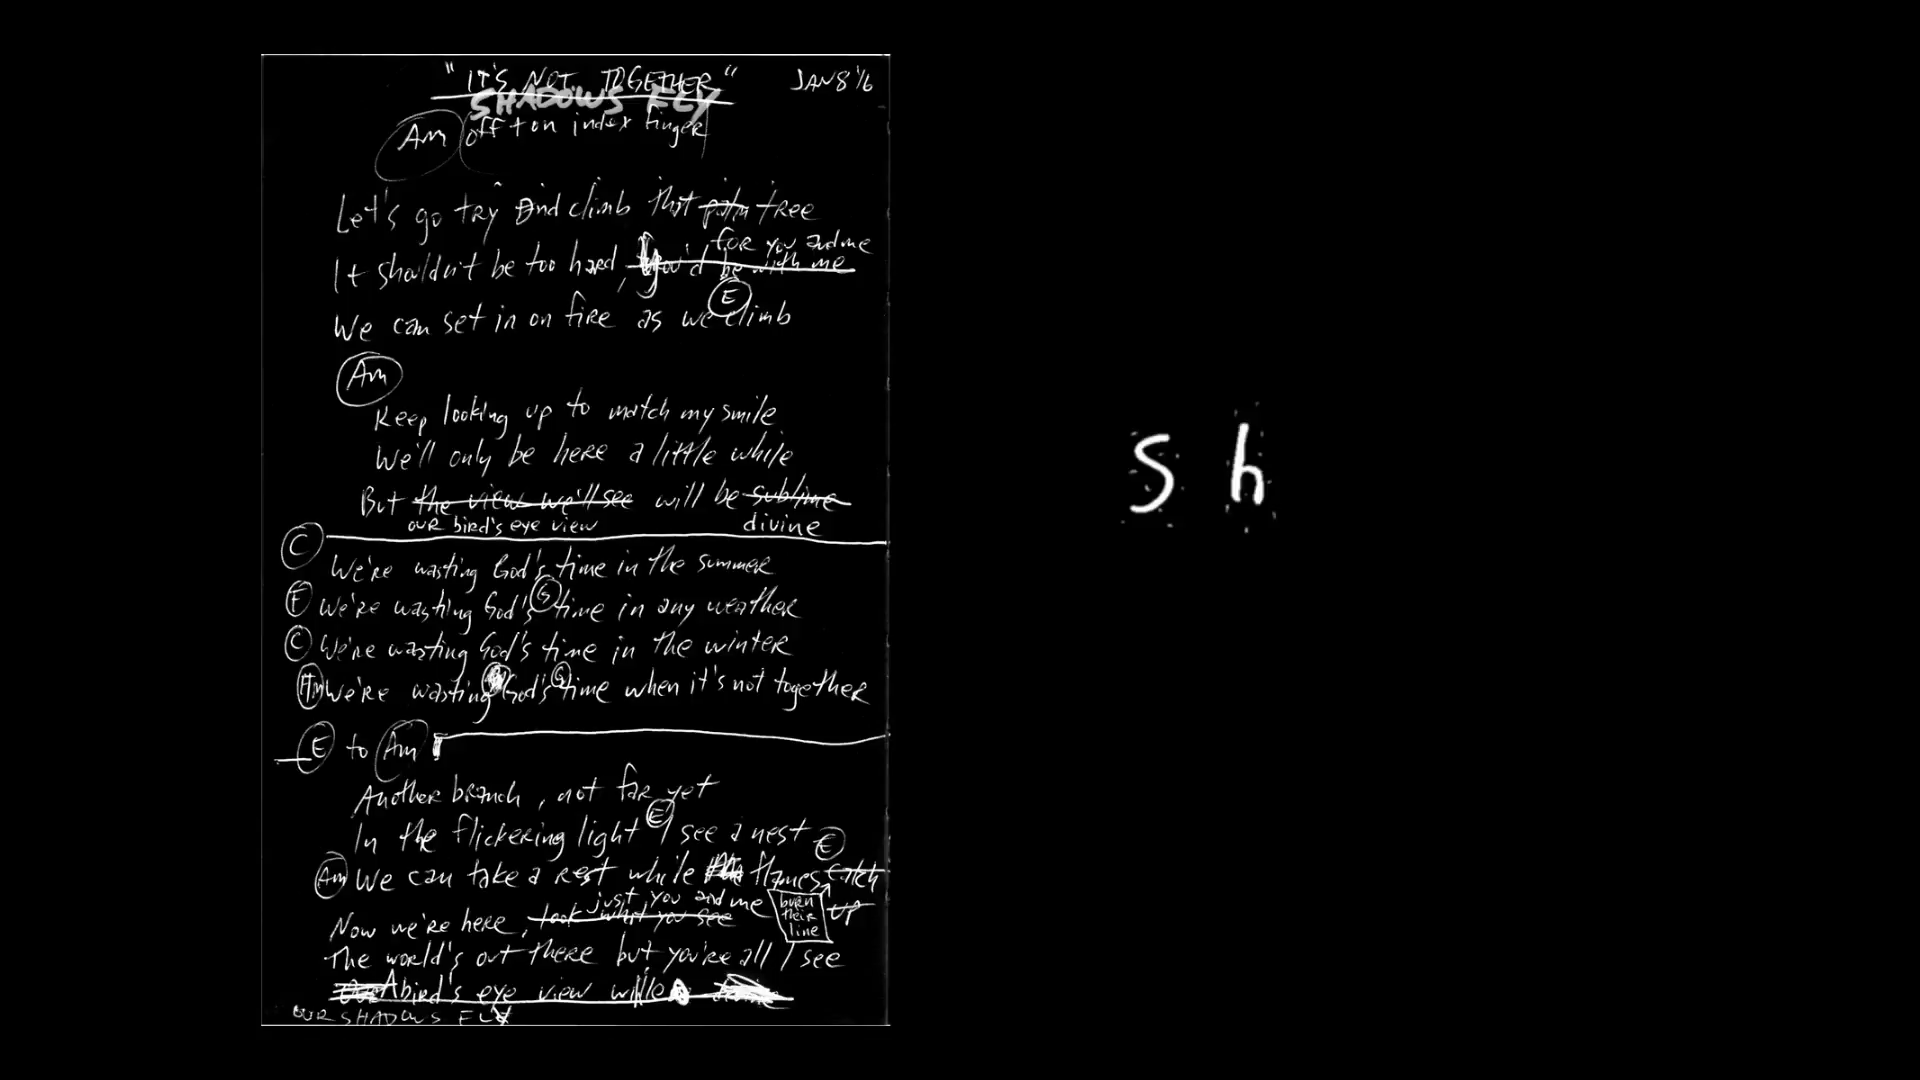 "IT'S NOT TOGETHER" JAN 8 '16
SHADOWS FLY
Am off + on index finger
Let's go try and climb that palm tree
for you and me
It shouldn't be too hard, you'd be with me
E
We can set in on fire as we climb
Am
Keep looking up to match my smile
We'll only be here a little while
But the view we'll see will be sublime
our bird's eye view divine
C
We're wasting God's time in the summer
G
F We're wasting God's time in any weather
C We're wasting God's time in the winter
G
Am We're wasting God's time when it's not together
E to Am
Another branch, not far yet
E
In the flickering light I see a nest E
Am We can take a rest while the flames catch up
just you and me burn their line
Now we're here, look what you see
The world's out there but you're all I see
A bird's eye view
OUR SHADOWS FLY
S h